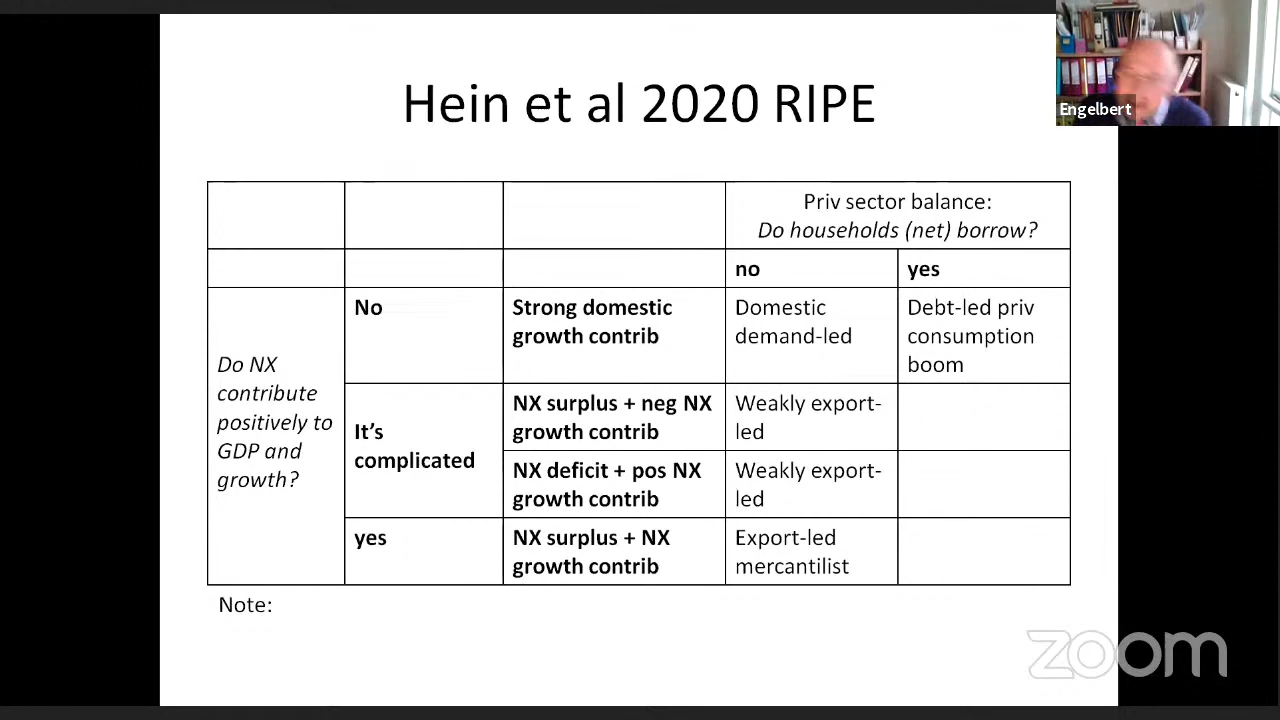 Hein et al 2020 RIPE
Engelbert
Priv sector balance:
Do households (net) borrow?
no
yes
Do NX
contribute
positively to
GDP and
growth?
No
Strong domestic
growth contrib
Domestic
demand-led
Debt-led priv
consumption
boom
It's
complicated
NX surplus + neg NX
growth contrib
Weakly export-
led
NX deficit + pos NX
growth contrib
Weakly export-
led
yes
NX surplus + NX
growth contrib
Export-led
mercantilist
Note:
zoom